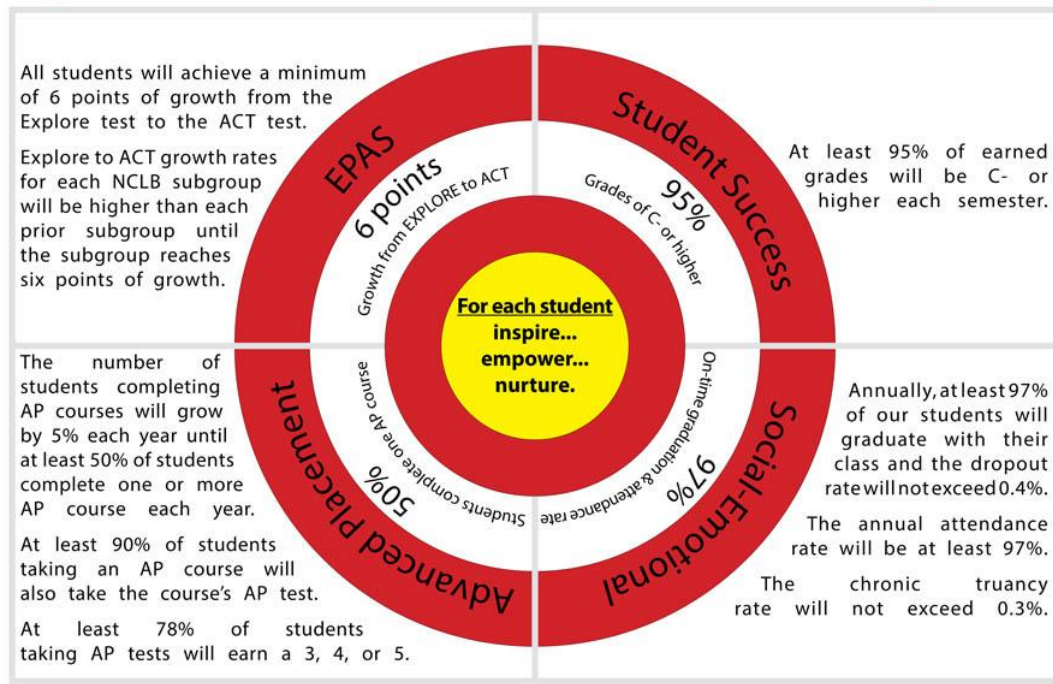 All students will achieve a minimum
of 6 points of growth from the
Explore test to the ACT test.
Explore to ACT growth rates
for each NCLB subgroup
will be higher than each
prior subgroup until
the subgroup reaches
six points of growth.
EPAS
6 points
Growth from EXPLORE to ACT
Student Success
95%
Grades of C- or higher
At least 95% of earned
grades will be C- or
higher each semester.
For each student
inspire...
empower...
nurture.
The number of
students completing
AP courses will grow
by 5% each year until
at least 50% of students
complete one or more
AP course each year.
At least 90% of students
taking an AP course will
also take the course's AP test.
At least 78% of students
taking AP tests will earn a 3, 4, or 5.
Advanced Placement
50%
Students complete one AP course
Social-Emotional
97%
On-time graduation & attendance rate
Annually, at least 97%
of our students will
graduate with their
class and the dropout
rate will not exceed 0.4%.
The annual attendance
rate will be at least 97%.
The chronic truancy
rate will not exceed 0.3%.